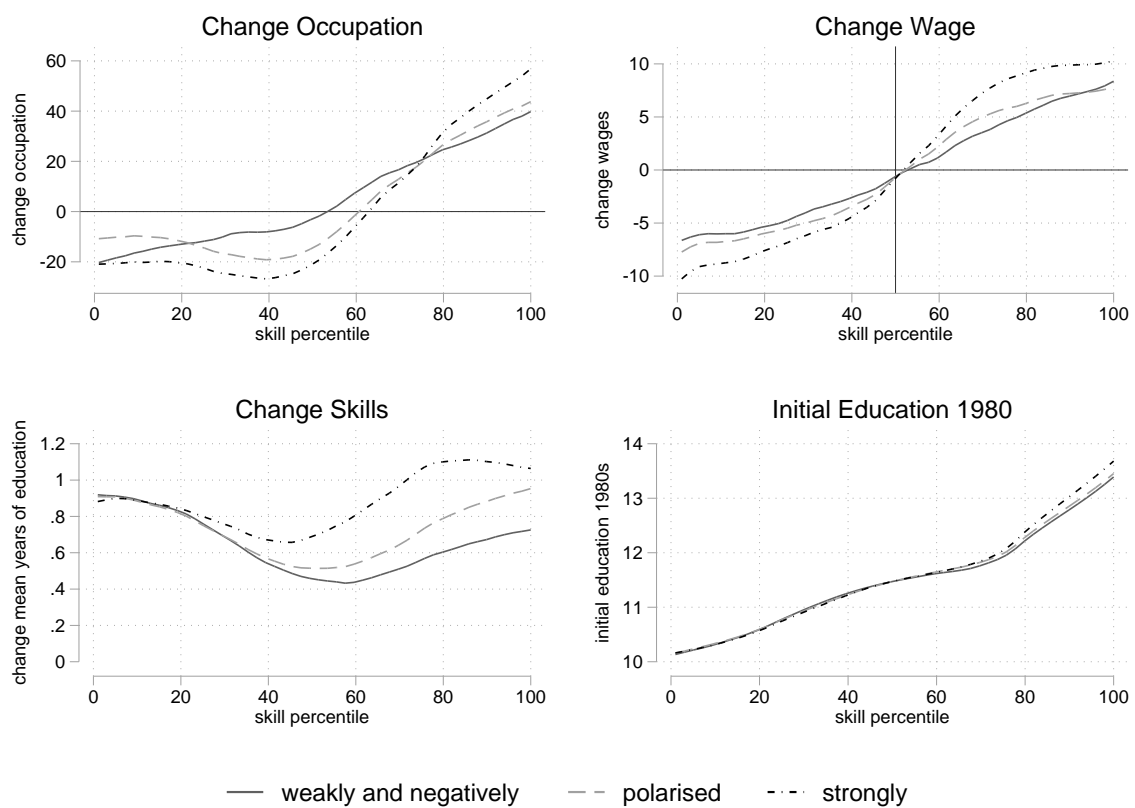 Change Occupation
change occupation
60
40
20
0
-20
0 20 40 60 80 100
skill percentile
Change Wage
change wages
10
5
0
-5
-10
0 20 40 60 80 100
skill percentile
Change Skills
change mean years of education
1.2
1
.8
.6
.4
.2
0
0 20 40 60 80 100
skill percentile
Initial Education 1980
initial education 1980s
14
13
12
11
10
0 20 40 60 80 100
skill percentile
weakly and negatively polarised strongly